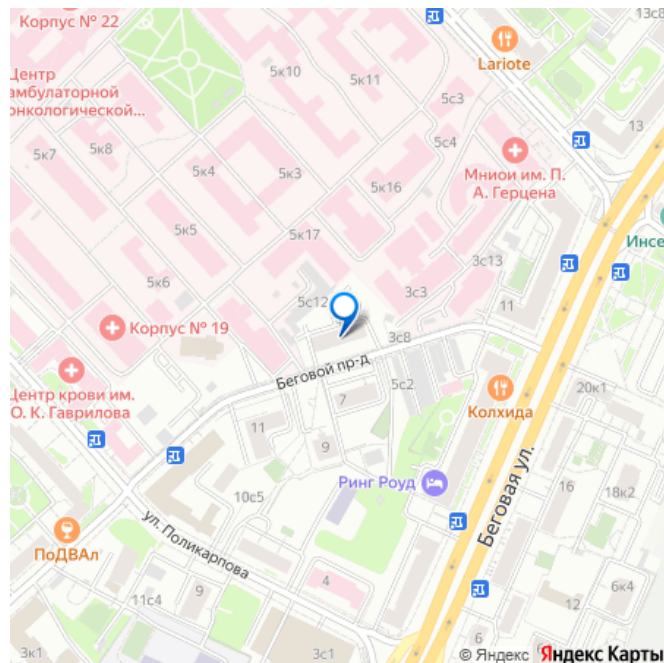 Корпус № 22
13с8
Lariote
Центр
амбулаторной
онкологической...
5к10
5к11
5с3
13
5к7
5к8
5с4
Мниои им. П.
А. Герцена
5к4
5к3
5к16
5к5
5к17
Инсе
3с13
5к6
5с12
3с3
11
Корпус № 19
3с8
Беговой пр-д
Центр крови им.
О. К. Гаврилова
7
5с2
20к1
Колхида
11
9
16
18к2
Ринг Роуд
10с5
Беговая ул.
ул. Поликарпова
ПоДВАл
11с4
9
4
12
6к4
3к1
3с1
6
© Яндекс Яндекс Карты